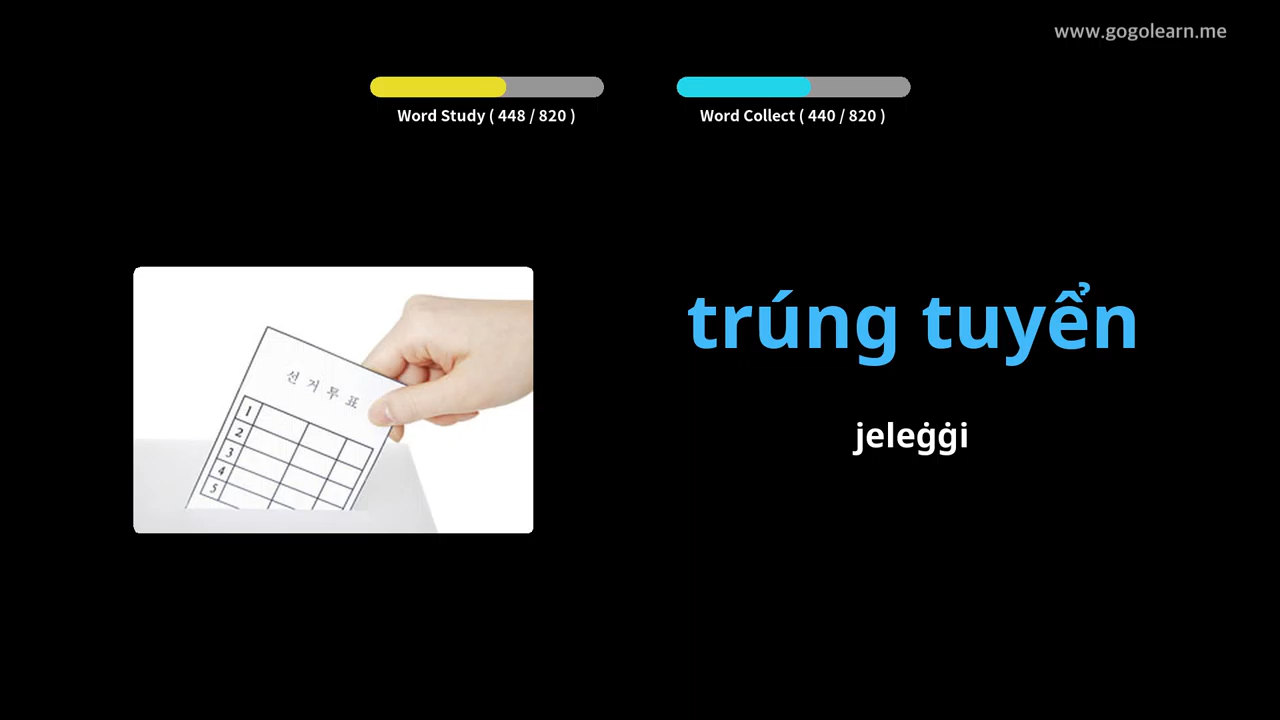 www.gogolearn.me
Word Study ( 448 / 820 )
Word Collect ( 440 / 820 )
선거투표
1
2
3
4
5
trúng tuyển
jeleġġi